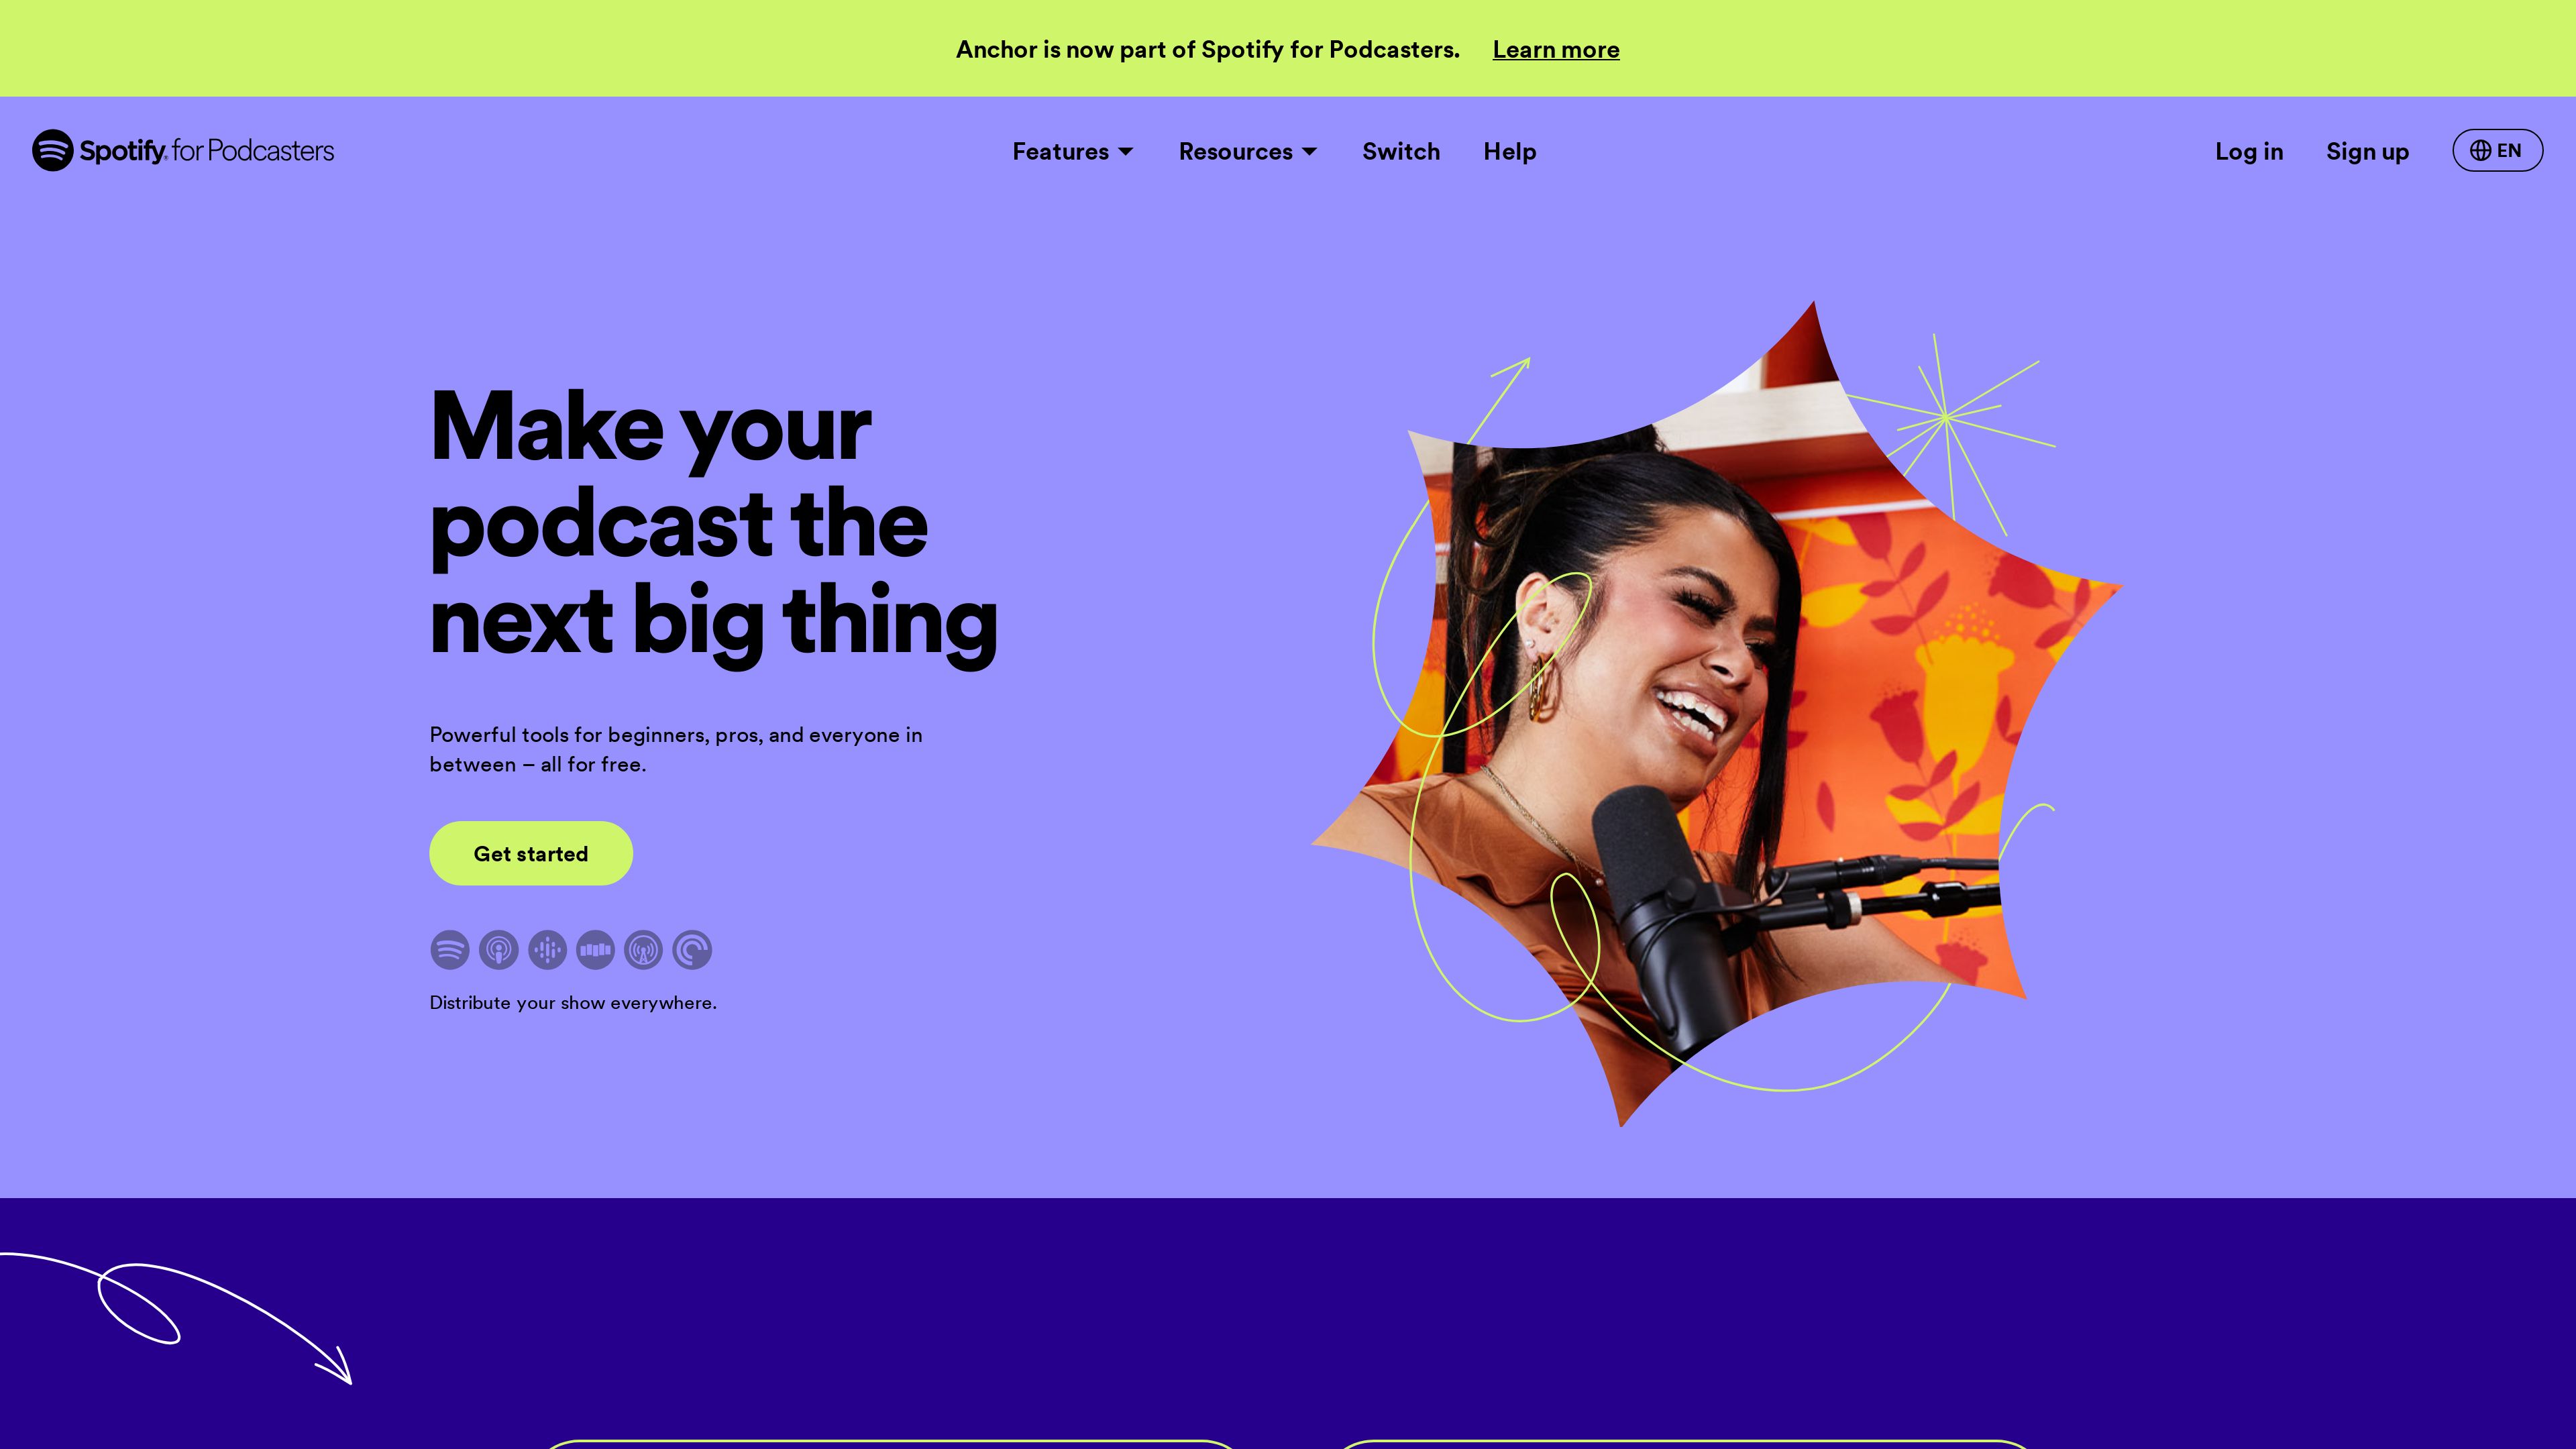 Anchor is now part of Spotify for Podcasters. Learn more
Spotify for Podcasters
Features
Resources
Switch
Help
Log in
Sign up
EN
Make your
podcast the
next big thing
Powerful tools for beginners, pros, and everyone in
between – all for free.
Get started
Distribute your show everywhere.